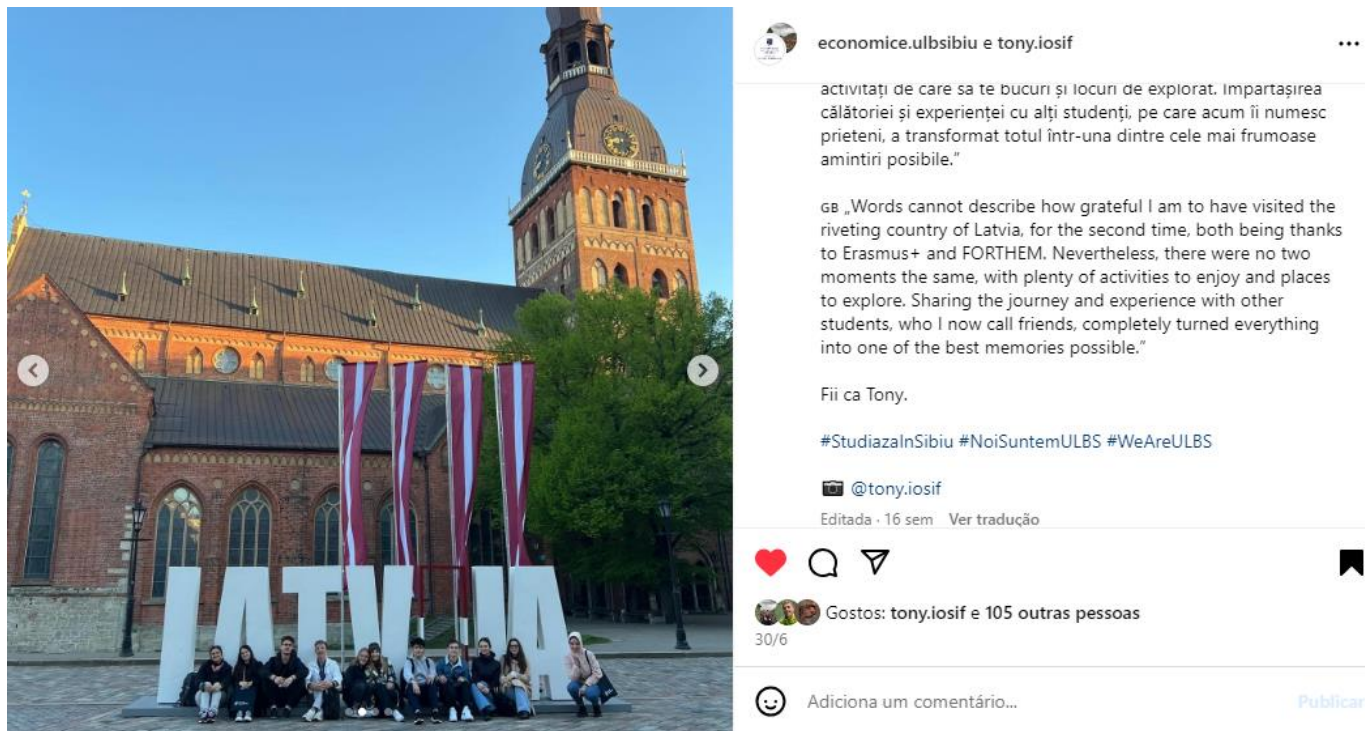 economice.ulbsibiu e tony.iosif
activități de care să te bucuri și locuri de explorat. Împărtășirea
călătoriei și experienței cu alți studenți, pe care acum îi numesc
prieteni, a transformat totul într-una dintre cele mai frumoase
amintiri posibile.”
GB „Words cannot describe how grateful I am to have visited the
riveting country of Latvia, for the second time, both being thanks
to Erasmus+ and FORTHEM. Nevertheless, there were no two
moments the same, with plenty of activities to enjoy and places
to explore. Sharing the journey and experience with other
students, who I now call friends, completely turned everything
into one of the best memories possible.”
Fii ca Tony.
#StudiazaInSibiu #NoiSuntemULBS #WeAreULBS
@tony.iosif
Editada · 16 sem Ver tradução
Gostos: tony.iosif e 105 outras pessoas
30/6
Adiciona um comentário...
Publicar
LATVIJA